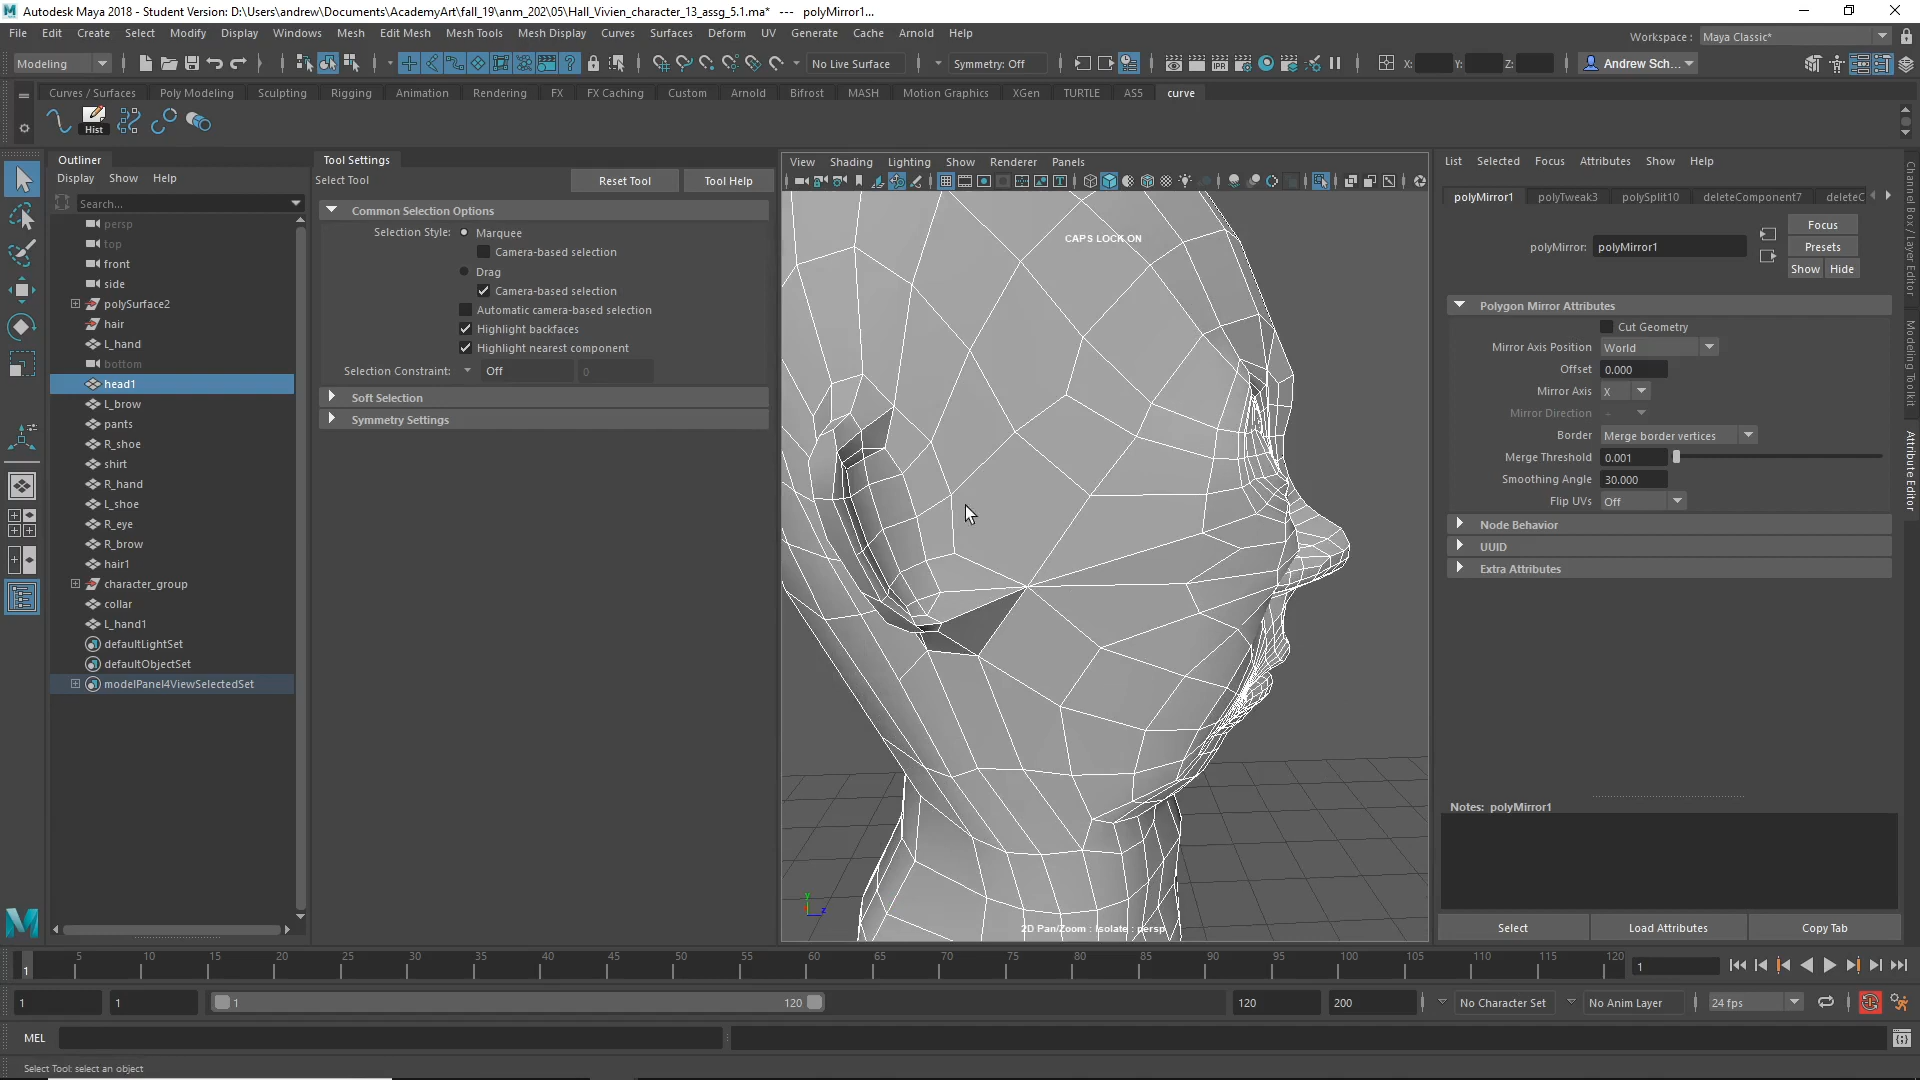 Autodesk Maya 2018 - Student Version: D:\Users\andrew\Documents\AcademyArt\fall_19\anm_202\05\Hall_Vivien_character_13_assg_5.1.ma*   ---   polyMirror1...
File Edit Create Select Modify Display Windows Mesh Edit Mesh Mesh Tools Mesh Display Curves Surfaces Deform UV Generate Cache Arnold Help
Workspace : Maya Classic*
Modeling
No Live Surface
Symmetry: Off
IPR
X: Y: Z:
Andrew Sch...
Curves / Surfaces Poly Modeling Sculpting Rigging Animation Rendering FX FX Caching Custom Arnold Bifrost MASH Motion Graphics XGen TURTLE ASS curve
Hist
Outliner
Display Show Help
Search...
persp
top
front
side
polySurface2
hair
L_hand
bottom
head1
L_brow
pants
R_shoe
shirt
R_hand
L_shoe
R_eye
R_brow
hair1
character_group
collar
L_hand1
defaultLightSet
defaultObjectSet
modelPanel4ViewSelectedSet
Tool Settings
Select Tool
Reset Tool
Tool Help
Common Selection Options
Selection Style: Marquee
Camera-based selection
Drag
Camera-based selection
Automatic camera-based selection
Highlight backfaces
Highlight nearest component
Selection Constraint: Off 0
Soft Selection
Symmetry Settings
View Shading Lighting Show Renderer Panels
CAPS LOCK ON
y
z
2D Pan/Zoom : Isolate : persp
List Selected Focus Attributes Show Help
polyMirror1 polyTweak3 polySplit10 deleteComponent7 deleteC
polyMirror: polyMirror1
Focus
Presets
Show Hide
Polygon Mirror Attributes
Cut Geometry
Mirror Axis Position World
Offset 0.000
Mirror Axis X
Mirror Direction -
Border Merge border vertices
Merge Threshold 0.001
Smoothing Angle 30.000
Flip UVs Off
Node Behavior
UUID
Extra Attributes
Notes: polyMirror1
Select
Load Attributes
Copy Tab
Channel Box / Layer Editor
Modeling Toolkit
Attribute Editor
1 5 10 15 20 25 30 35 40 45 50 55 60 65 70 75 80 85 90 95 100 105 110 115 120
1
1 1 1 120 120 200
No Character Set
No Anim Layer
24 fps
MEL
Select Tool: select an object